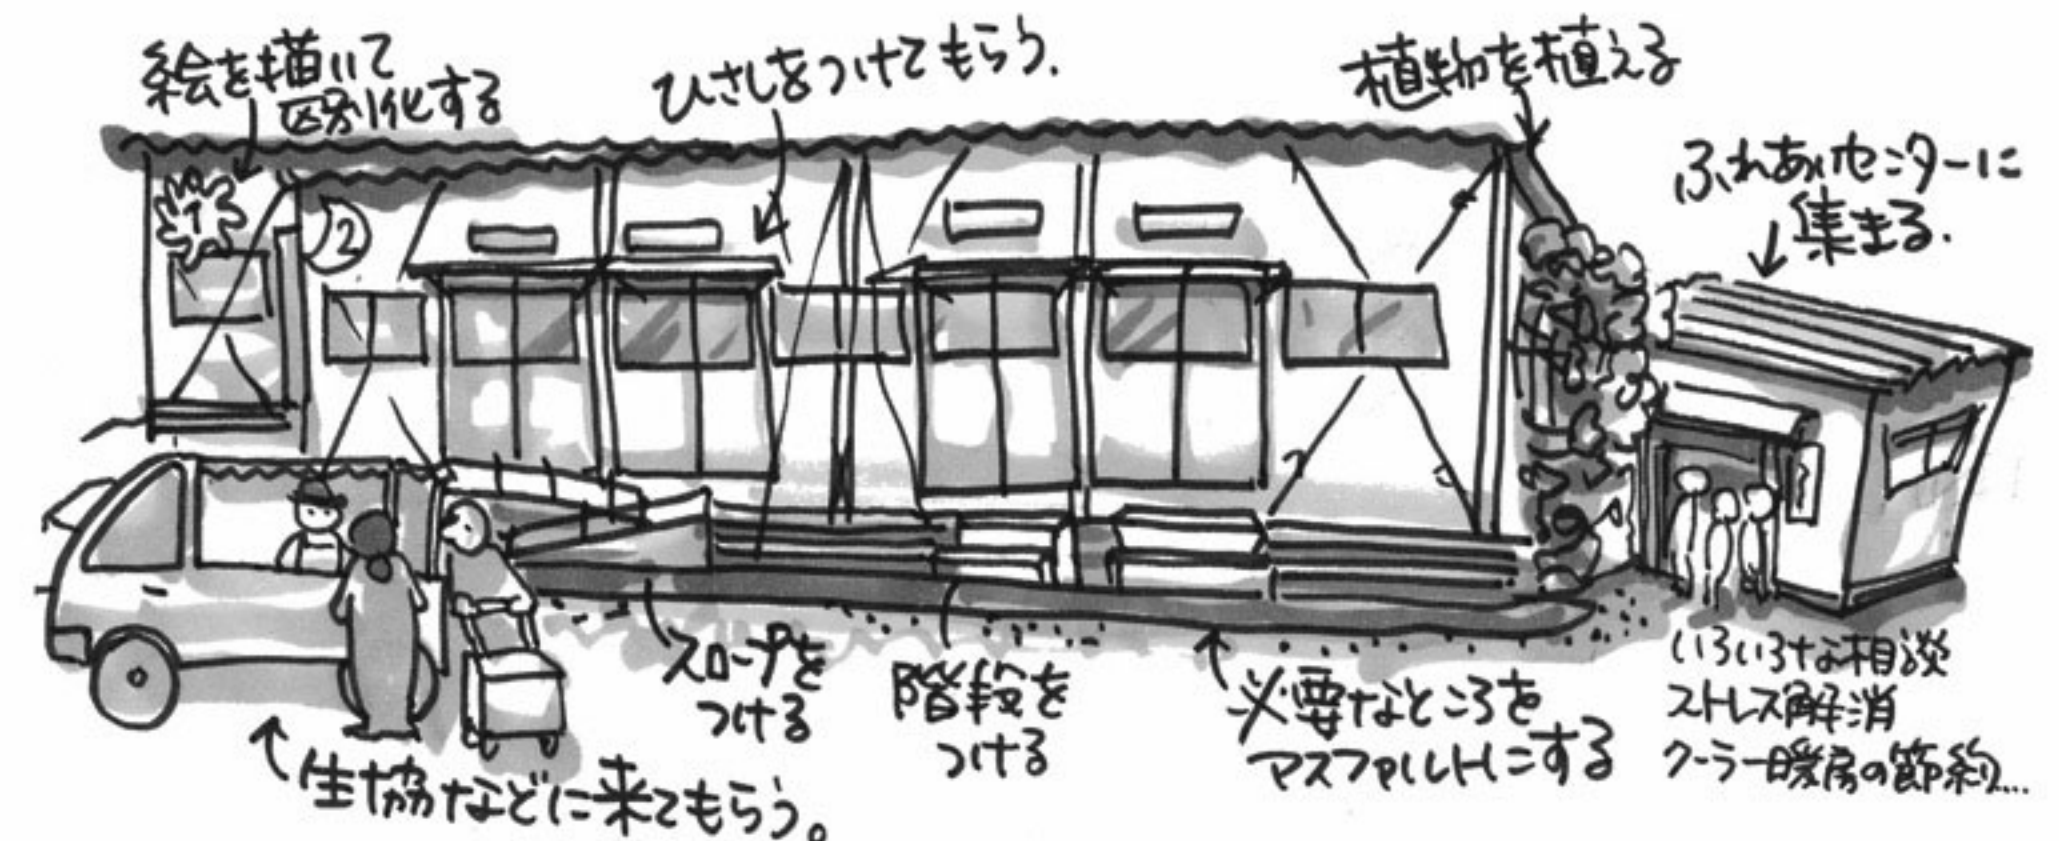 絵を描いて
区別化する
ひさしをつけてもらう.
植物を植える
ふれあいセンターに
集まる.
1
2
スロープを
つける
階段を
つける
必要なところを
アスファルトにする
いろいろな相談
ストレス解消
クーラー暖房の節約...
生協などに来てもらう。